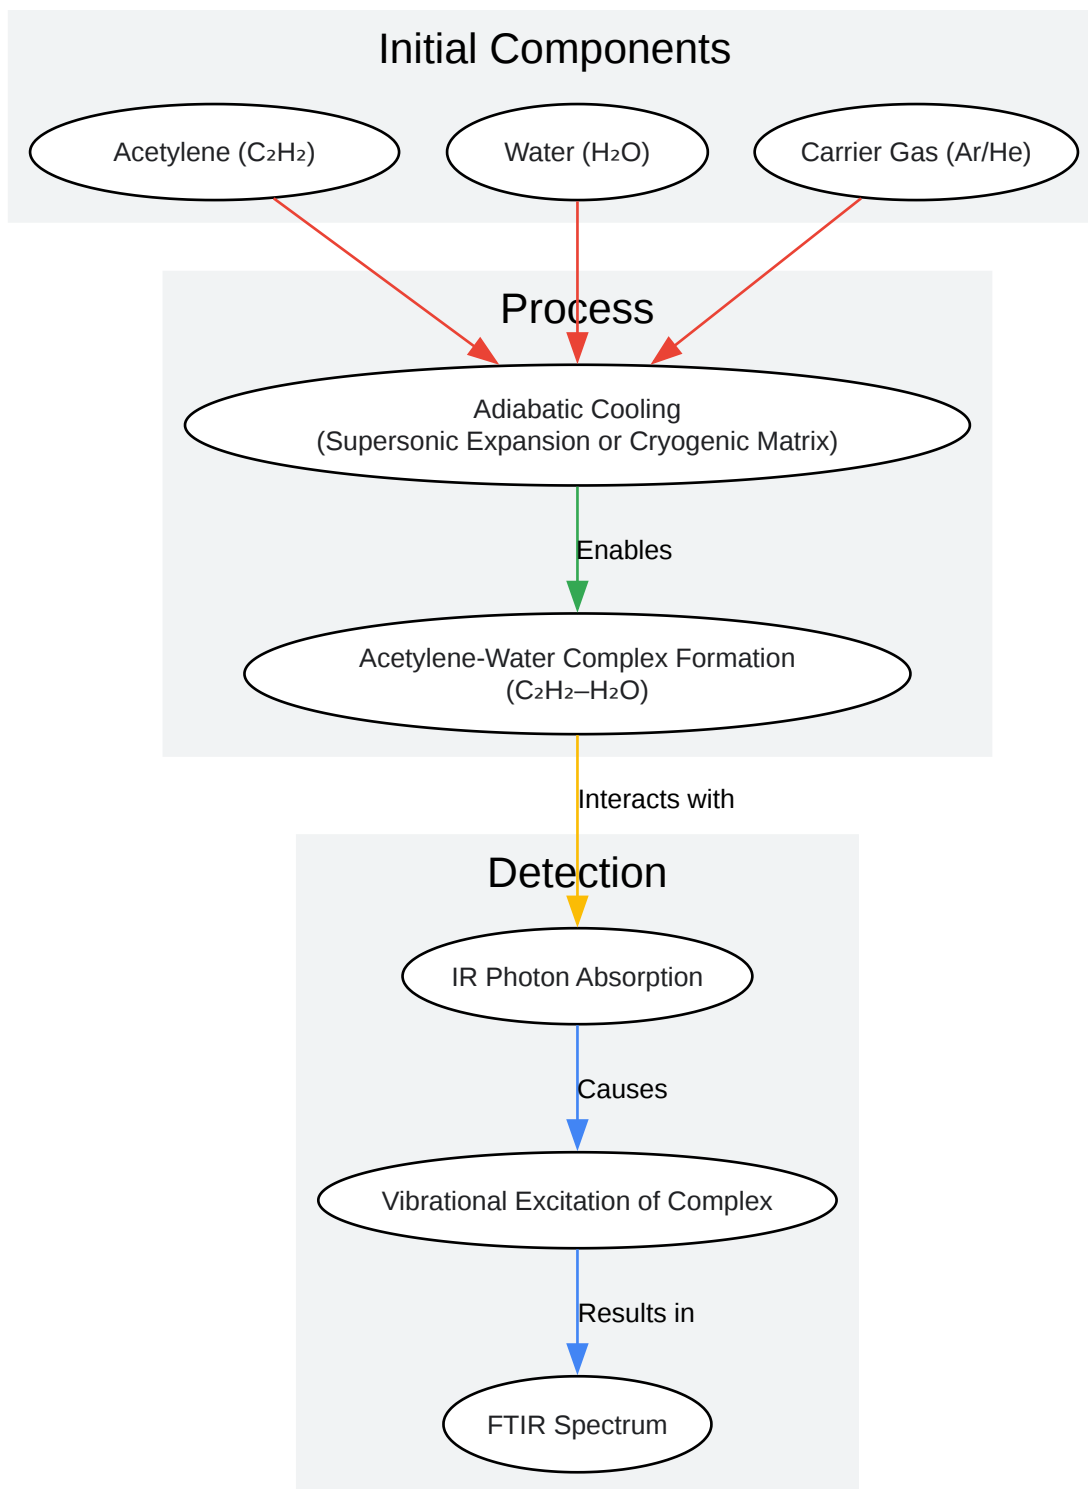 Initial Components
Acetylene (C₂H₂)
Water (H₂O)
Carrier Gas (Ar/He)
Process
Adiabatic Cooling
(Supersonic Expansion or Cryogenic Matrix)
Enables
Acetylene-Water Complex Formation
(C₂H₂–H₂O)
Interacts with
Detection
IR Photon Absorption
Causes
Vibrational Excitation of Complex
Results in
FTIR Spectrum